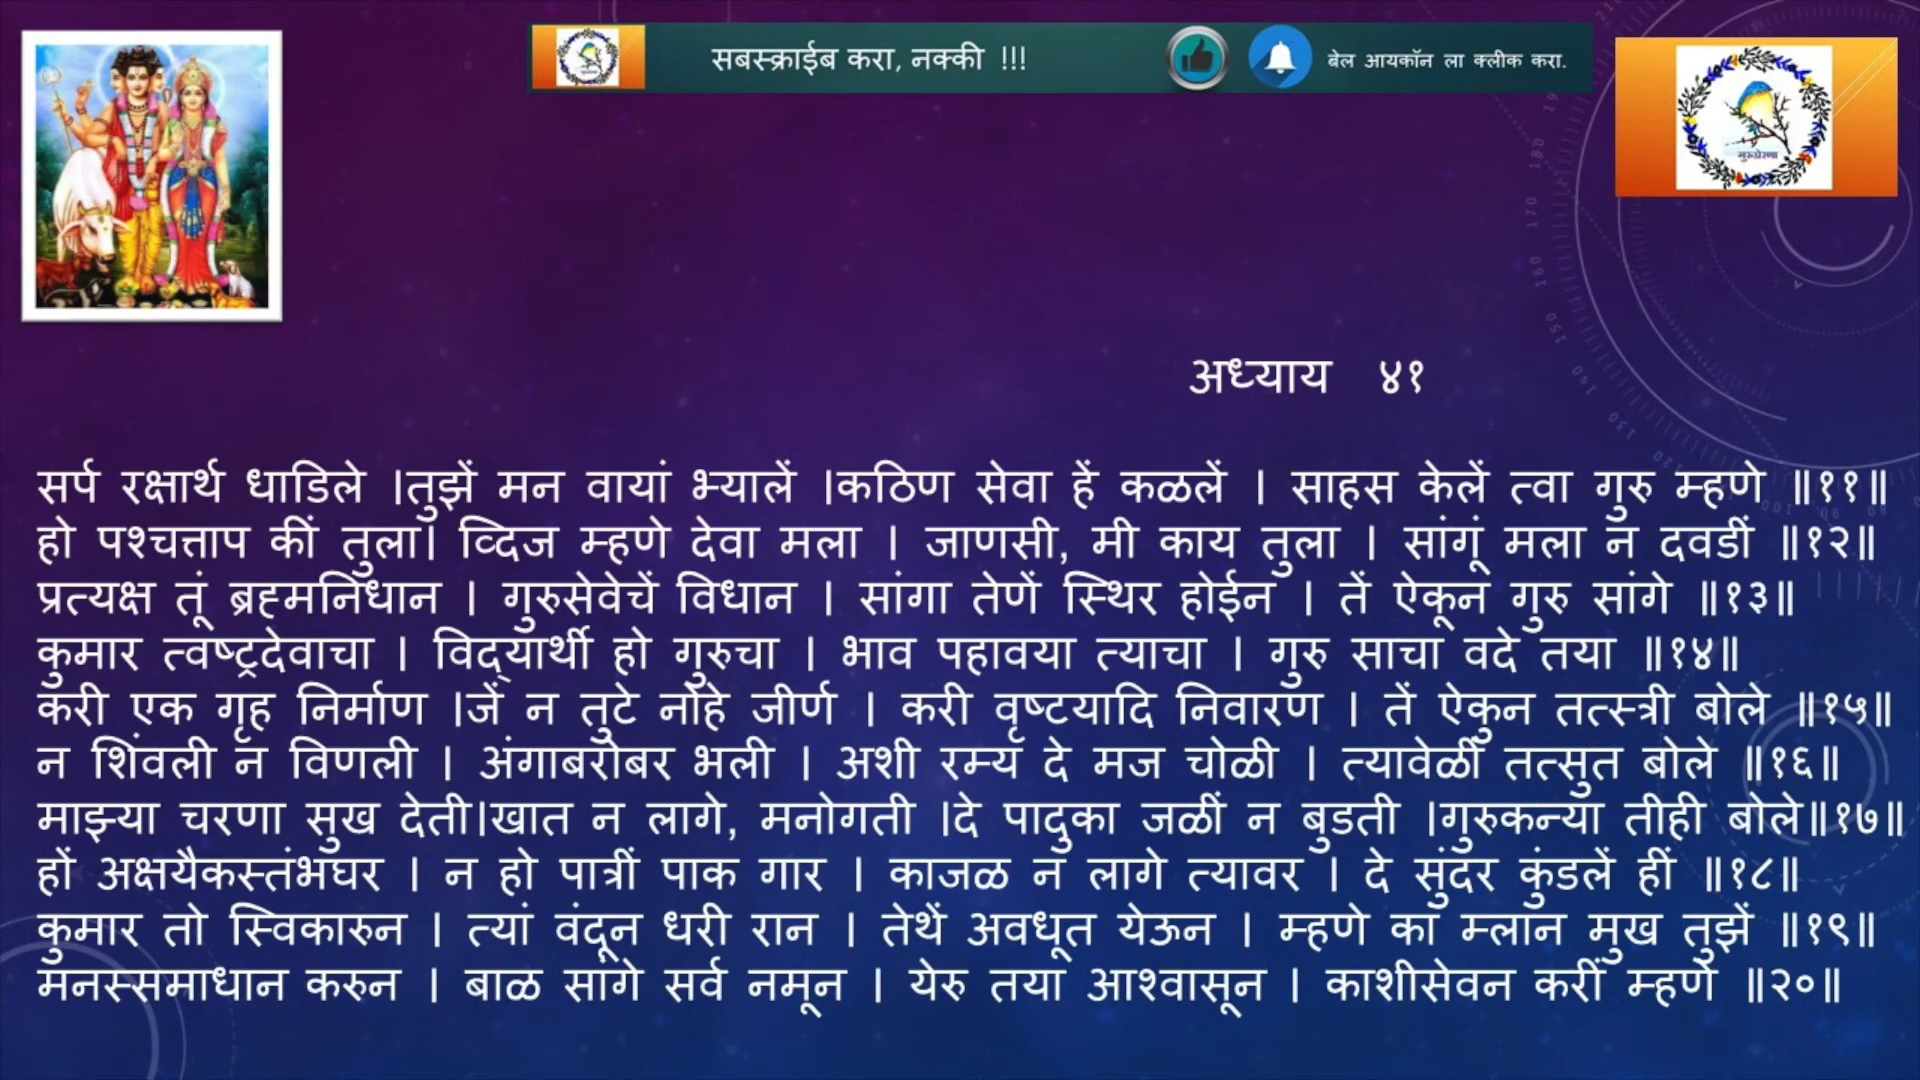 सबस्क्राईब करा, नक्की !!!
बेल आयकॉन ला क्लीक करा.
गुरुप्रेरणा
अध्याय ४१
सर्प रक्षार्थ धाडिले ।तुझें मन वायां भ्यालें ।कठिण सेवा हें कळलें । साहस केलें त्वा गुरु म्हणे ॥११॥
हो पश्चत्ताप कीं तुला। व्दिज म्हणे देवा मला । जाणसी, मी काय तुला । सांगूं मला न दवडीं ॥१२॥
प्रत्यक्ष तूं ब्रह्मनिधान । गुरुसेवेचें विधान । सांगा तेणें स्थिर होईन । तें ऐकून गुरु सांगे ॥१३॥
कुमार त्वष्ट्रदेवाचा । विद्यार्थी हो गुरुचा । भाव पहावया त्याचा । गुरु साचा वदे तया ॥१४॥
करी एक गृह निर्माण ।जें न तुटे नोहे जीर्ण । करी वृष्टयादि निवारण । तें ऐकुन तत्स्त्री बोले ॥१५॥
न शिंवली न विणली । अंगाबरोबर भली । अशी रम्य दे मज चोळी । त्यावेळी तत्सुत बोले ॥१६॥
माझ्या चरणा सुख देती।खात न लागे, मनोगती ।दे पादुका जळीं न बुडती ।गुरुकन्या तीही बोले॥१७॥
हों अक्षयैकस्तंभघर । न हो पात्रीं पाक गार । काजळ न लागे त्यावर । दे सुंदर कुंडलें हीं ॥१८॥
कुमार तो स्विकारुन । त्यां वंदून धरी रान । तेथें अवधूत येऊन । म्हणे कां म्लान मुख तुझें ॥१९॥
मनस्समाधान करुन । बाळ सांगे सर्व नमून । येरु तया आश्वासून । काशीसेवन करीं म्हणे ॥२०॥